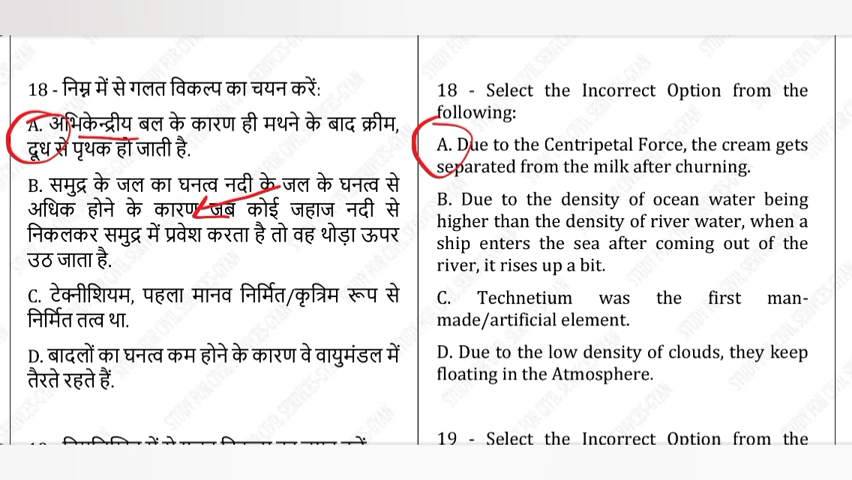 18 - निम्न में से गलत विकल्प का चयन करें:
A. अभिकेन्द्रीय बल के कारण ही मथने के बाद क्रीम,
दूध से पृथक हो जाती है.
B. समुद्र के जल का घनत्व नदी के जल के घनत्व से
अधिक होने के कारण जब कोई जहाज नदी से
निकलकर समुद्र में प्रवेश करता है तो वह थोड़ा ऊपर
उठ जाता है.
C. टेक्नीशियम, पहला मानव निर्मित/कृत्रिम रूप से
निर्मित तत्व था.
D. बादलों का घनत्व कम होने के कारण वे वायुमंडल में
तैरते रहते हैं.
18 - Select the Incorrect Option from the
following:
A. Due to the Centripetal Force, the cream gets
separated from the milk after churning.
B. Due to the density of ocean water being
higher than the density of river water, when a
ship enters the sea after coming out of the
river, it rises up a bit.
C. Technetium was the first man-
made/artificial element.
D. Due to the low density of clouds, they keep
floating in the Atmosphere.
19 - Select the Incorrect Option from the